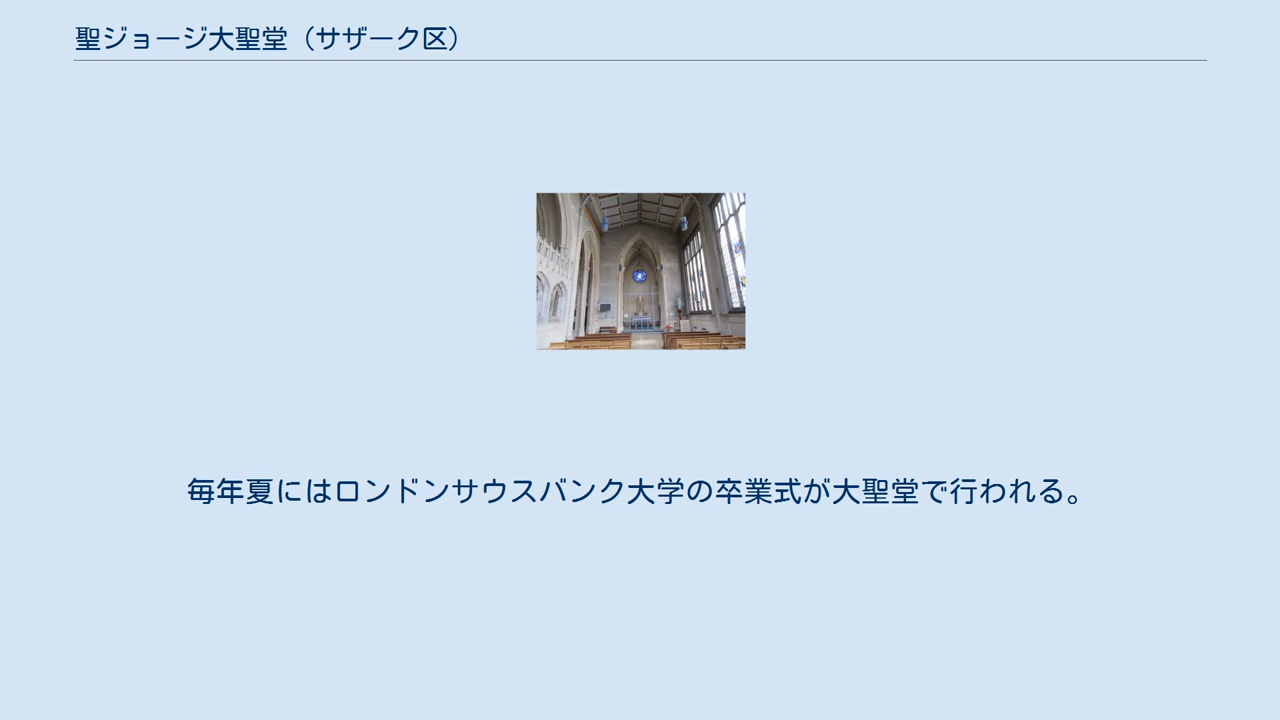 聖ジョージ大聖堂（サザーク区）
毎年夏にはロンドンサウスバンク大学の卒業式が大聖堂で行われる。